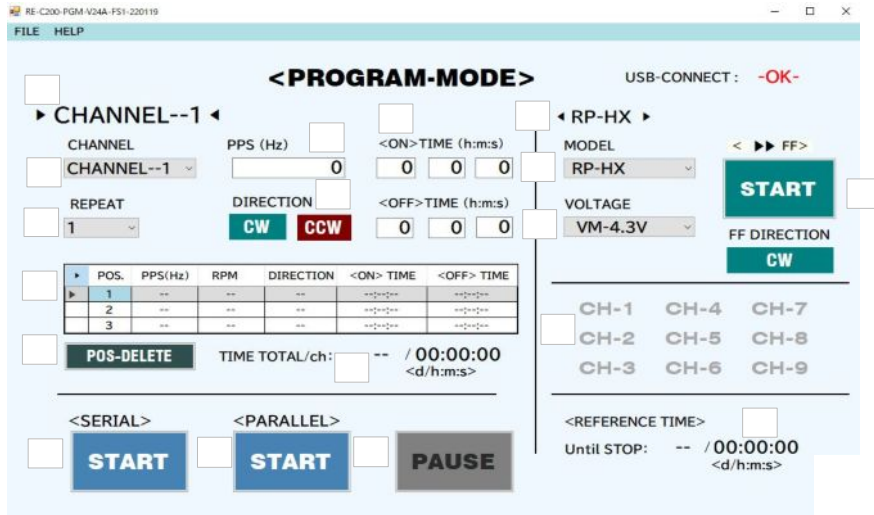 RE-C200-PGM-V24A-FS1-220119
FILE HELP
<PROGRAM-MODE>
USB-CONNECT : -OK-
CHANNEL--1
RP-HX
CHANNEL
PPS (Hz)
<ON>TIME (h:m:s)
MODEL
< FF>
CHANNEL--1
0
0 0 0
RP-HX
START
REPEAT
DIRECTION
<OFF>TIME (h:m:s)
VOLTAGE
1
CW CCW
0 0 0
VM-4.3V
FF DIRECTION
CW
POS. PPS(Hz) RPM DIRECTION <ON> TIME <OFF> TIME
1 -- -- -- --:--:-- --:--:--
2 -- -- -- --:--:-- --:--:--
3 -- -- -- --:--:-- --:--:--
CH-1 CH-4 CH-7
CH-2 CH-5 CH-8
CH-3 CH-6 CH-9
POS-DELETE
TIME TOTAL/ch: -- /00:00:00
<d/h:m:s>
<SERIAL>
START
<PARALLEL>
START
PAUSE
<REFERENCE TIME>
Until STOP: -- /00:00:00
<d/h:m:s>